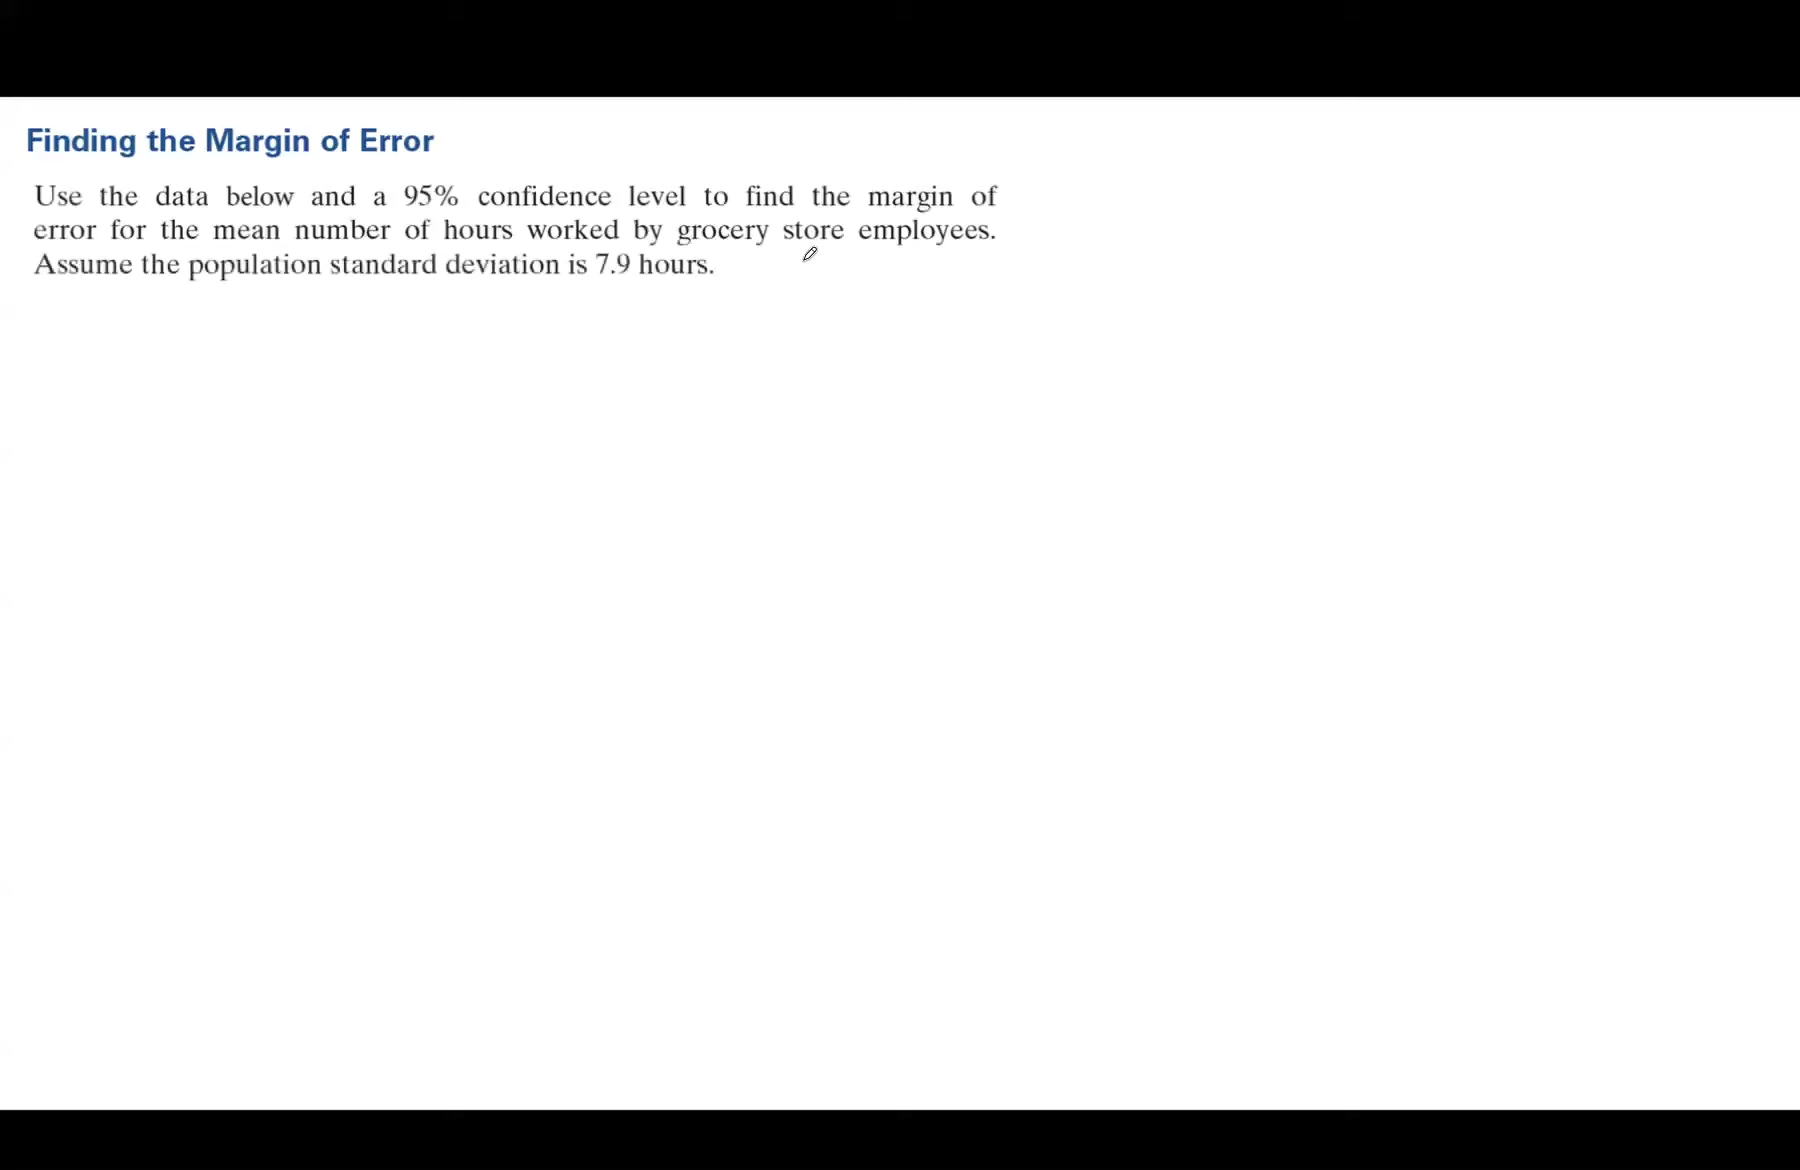 Finding the Margin of Error
Use the data below and a 95% confidence level to find the margin of
error for the mean number of hours worked by grocery store employees.
Assume the population standard deviation is 7.9 hours.